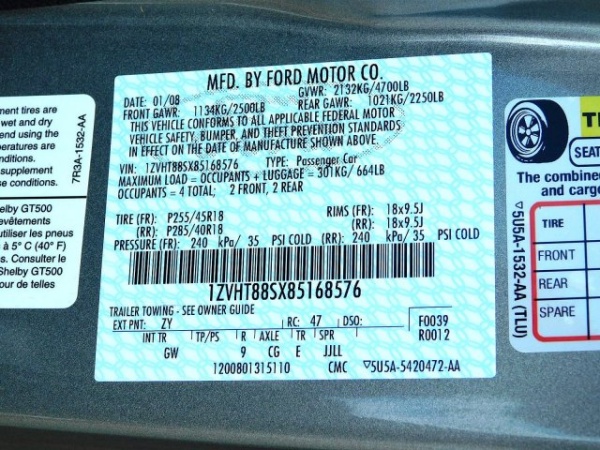 ment tires are
wet and dry
end using the
peratures are
nditions.
supplement
se conditions.
7R3A-1532-AA
elby GT500
evêtements
utiliser les pneus
à 5° C (40° F)
le. Consulter le
Shelby GT500
our de telles
MFD. BY FORD MOTOR CO.
DATE: 01/08 GVWR: 2132KG/4700LB
FRONT GAWR: 1134KG/2500LB REAR GAWR: 1021KG/2250LB
THIS VEHICLE CONFORMS TO ALL APPLICABLE FEDERAL MOTOR
VEHICLE SAFETY, BUMPER, AND THEFT PREVENTION STANDARDS
IN EFFECT ON THE DATE OF MANUFACTURE SHOWN ABOVE.
VIN: 1ZVHT88SX85168576 TYPE: Passenger Car
MAXIMUM LOAD = OCCUPANTS + LUGGAGE = 301KG/ 664LB
OCCUPANTS = 4 TOTAL; 2 FRONT, 2 REAR
TIRE (FR): P255/45R18 RIMS (FR): 18x9.5J
(RR): P285/40R18 (RR): 18x9.5J
PRESSURE (FR): 240 kPa/ 35 PSI COLD (RR): 240 kPa/ 35 PSI COLD
1ZVHT88SX85168576
TRAILER TOWING - SEE OWNER GUIDE
EXT PNT: ZY RC: 47 DSO: F0039
INT TR TP/PS R AXLE TR SPR R0012
GW 9 CG E JJLL
1200801315110 CMC ▽5U5A-5420472-AA
▽5U5A-1532-AA (TLU)
SEAT
The combined
and cargo
TIRE
FRONT
REAR
SPARE